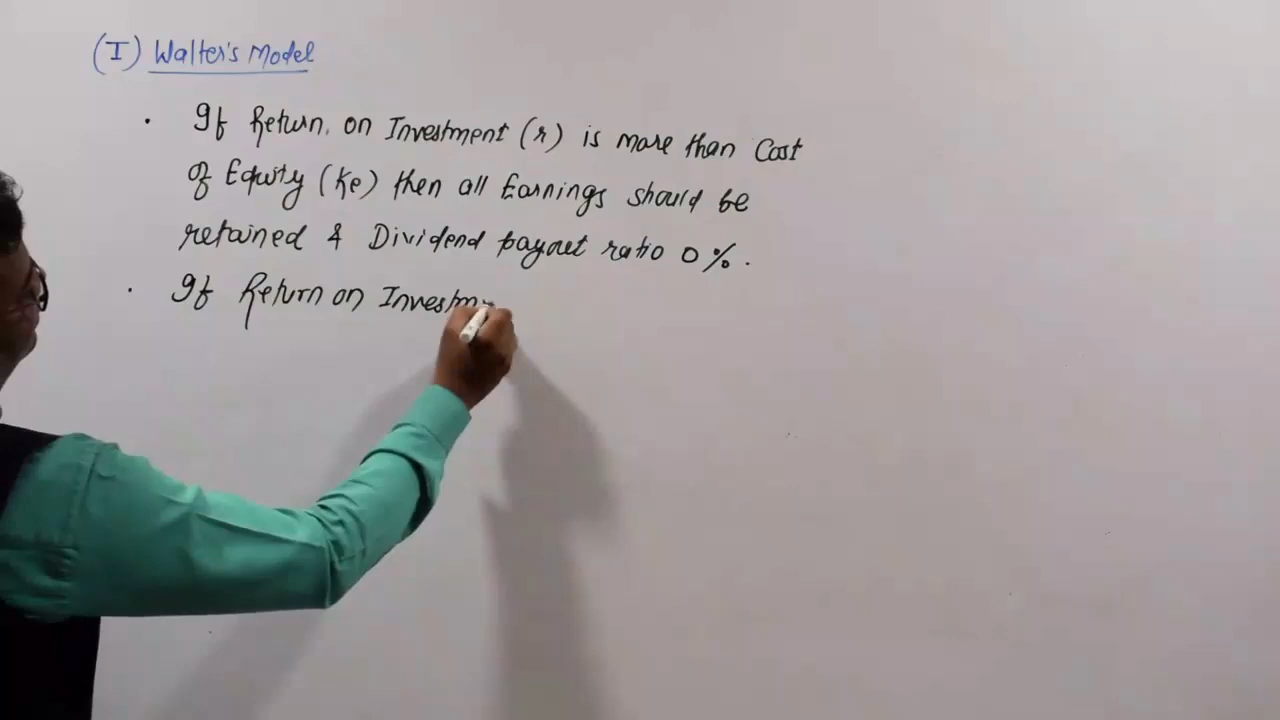 (I) Walter's Model
· If Return on Investment (r) is more than Cost
of Equity (Ke) then all Earnings should be
retained & Dividend payout ratio 0%.
· If Return on Investm